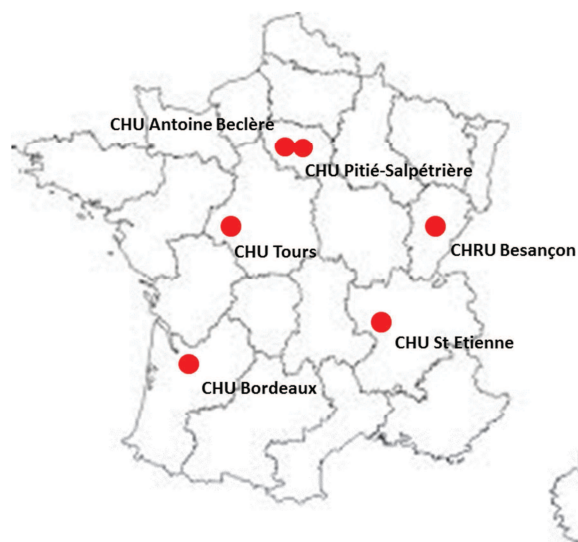 CHU Antoine Beclère
CHU Pitié-Salpétrière
CHU Tours
CHRU Besançon
CHU St Etienne
CHU Bordeaux